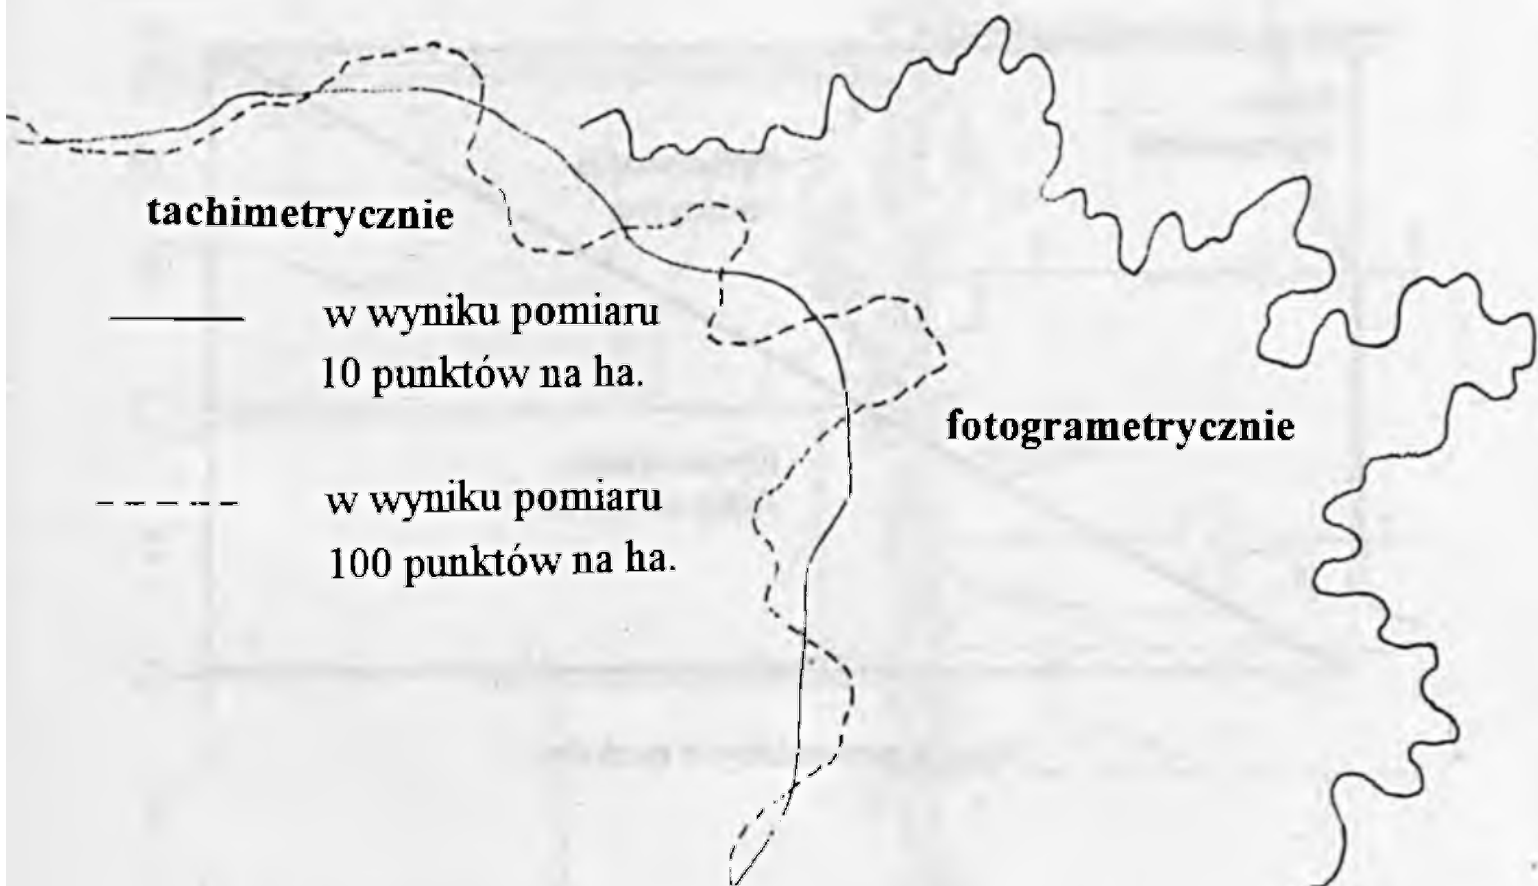 tachimetrycznie
w wyniku pomiaru
10 punktów na ha.
fotogrametrycznie
w wyniku pomiaru
100 punktów na ha.